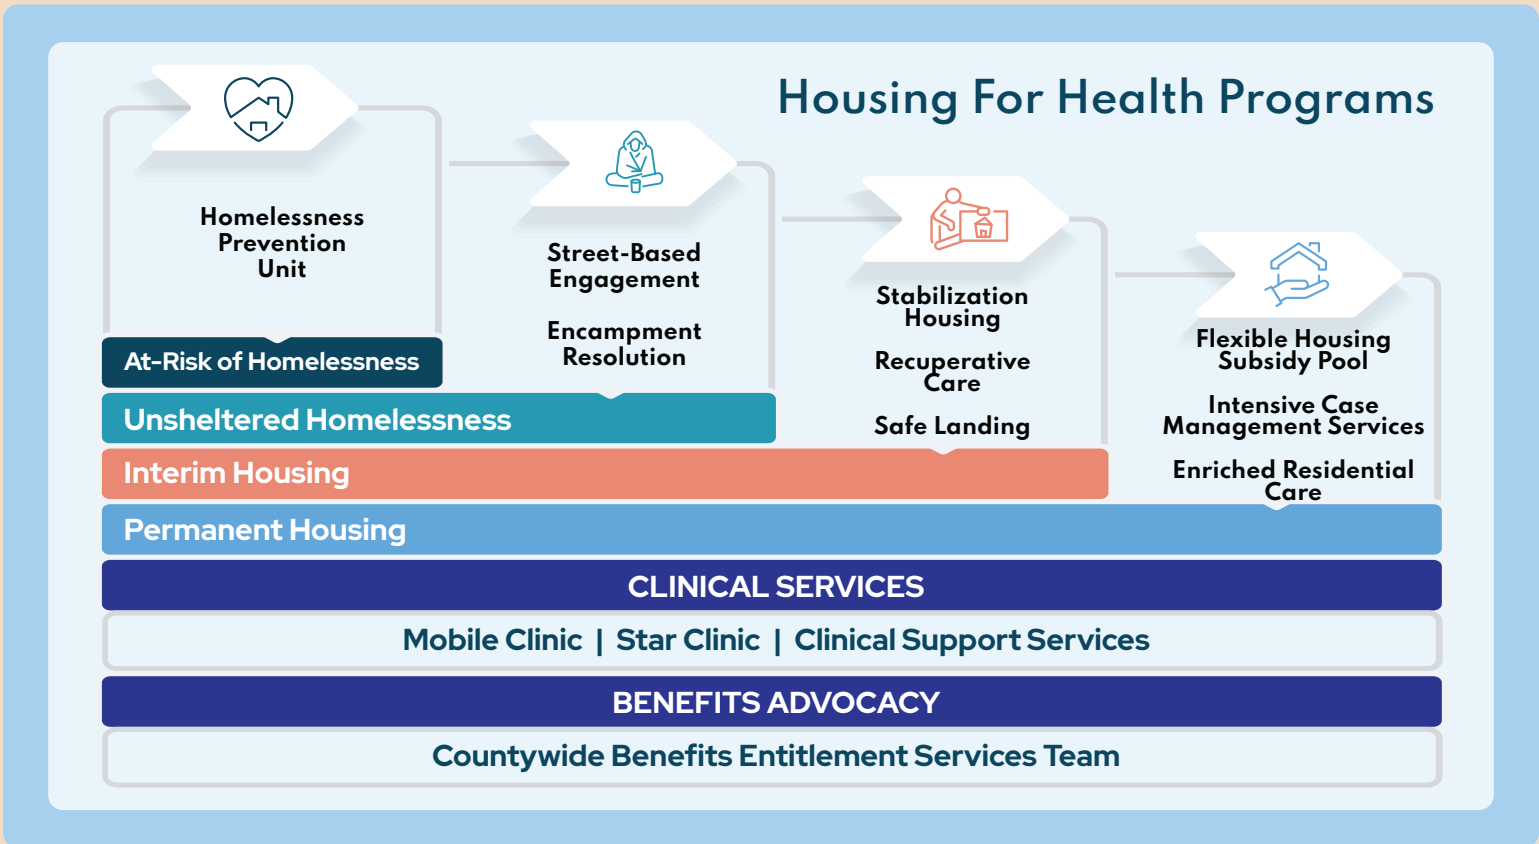 Housing For Health Programs
Homelessness
Prevention
Unit
At-Risk of Homelessness
Street-Based
Engagement
Encampment
Resolution
Unsheltered Homelessness
Stabilization
Housing
Recuperative
Care
Safe Landing
Interim Housing
Flexible Housing
Subsidy Pool
Intensive Case
Management Services
Enriched Residential
Care
Permanent Housing
CLINICAL SERVICES
Mobile Clinic | Star Clinic | Clinical Support Services
BENEFITS ADVOCACY
Countywide Benefits Entitlement Services Team